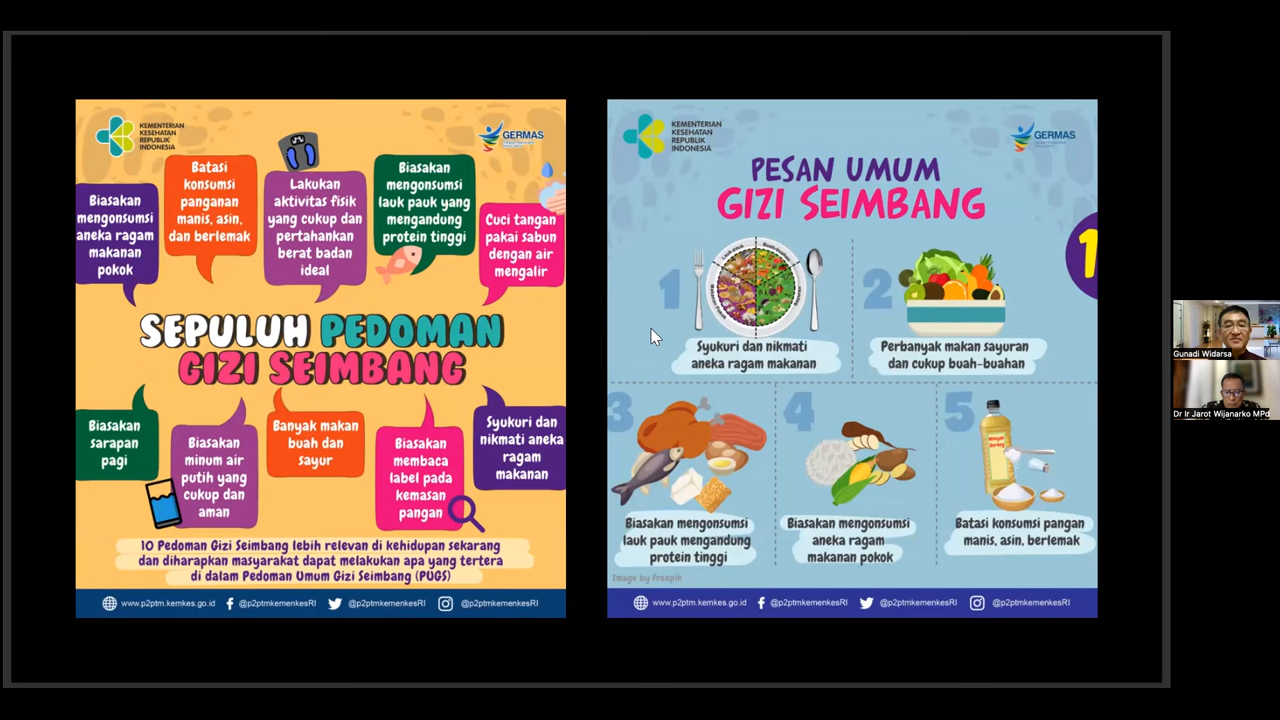 KEMENTERIAN
KESEHATAN
REPUBLIK
INDONESIA
GERMAS
Biasakan
mengonsumsi
aneka ragam
makanan
pokok
Batasi
konsumsi
panganan
manis, asin,
dan berlemak
Lakukan
aktivitas fisik
yang cukup dan
pertahankan
berat badan
ideal
Biasakan
mengonsumsi
lauk pauk yang
mengandung
protein tinggi
Cuci tangan
pakai sabun
dengan air
mengalir
SEPULUH PEDOMAN
GIZI SEIMBANG
Biasakan
sarapan
pagi
Biasakan
minum air
putih yang
cukup dan
aman
Banyak makan
buah dan
sayur
Biasakan
membaca
label pada
kemasan
pangan
Syukuri dan
nikmati aneka
ragam
makanan
10 Pedoman Gizi Seimbang lebih relevan di kehidupan sekarang
dan diharapkan masyarakat dapat melakukan apa yang tertera
di dalam Pedoman Umum Gizi Seimbang (PUGS)
www.p2ptm.kemkes.go.id @p2ptmkemenkesRI @p2ptmkemenkesRI @p2ptmkemenkesRI
KEMENTERIAN
KESEHATAN
REPUBLIK
INDONESIA
GERMAS
PESAN UMUM
GIZI SEIMBANG
1
1
Lauk-pauk
Makanan Pokok
Sayuran
Syukuri dan nikmati
aneka ragam makanan
2
Perbanyak makan sayuran
dan cukup buah-buahan
3
Biasakan mengonsumsi
lauk pauk mengandung
protein tinggi
4
Biasakan mengonsumsi
aneka ragam
makanan pokok
5
Minyak
Goreng
Batasi konsumsi pangan
manis, asin, berlemak
Image by Freepik
www.p2ptm.kemkes.go.id @p2ptmkemenkesRI @p2ptmkemenkesRI @p2ptmkemenkesRI
Gunadi Widarsa
Dr Ir Jarot Wijanarko MPd